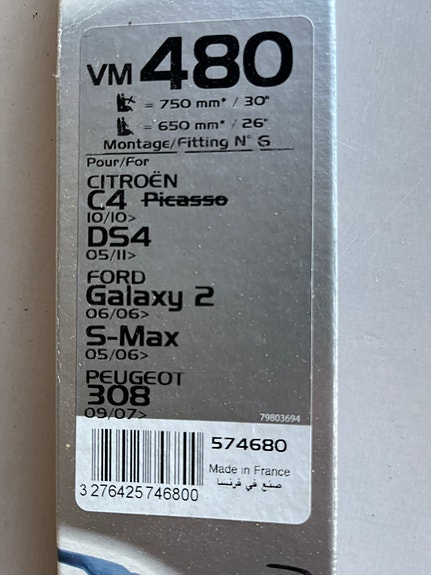 VM 480
= 750 mm* / 30"
= 650 mm* / 26"
Montage/Fitting N° G
Pour/For
CITROËN
C4 Picasso
10/10>
DS4
05/11>
FORD
Galaxy 2
06/06>
S-Max
05/06>
PEUGEOT
308
09/07>
79803694
574680
Made in France
صنع في فرنسا
3 276425 746800